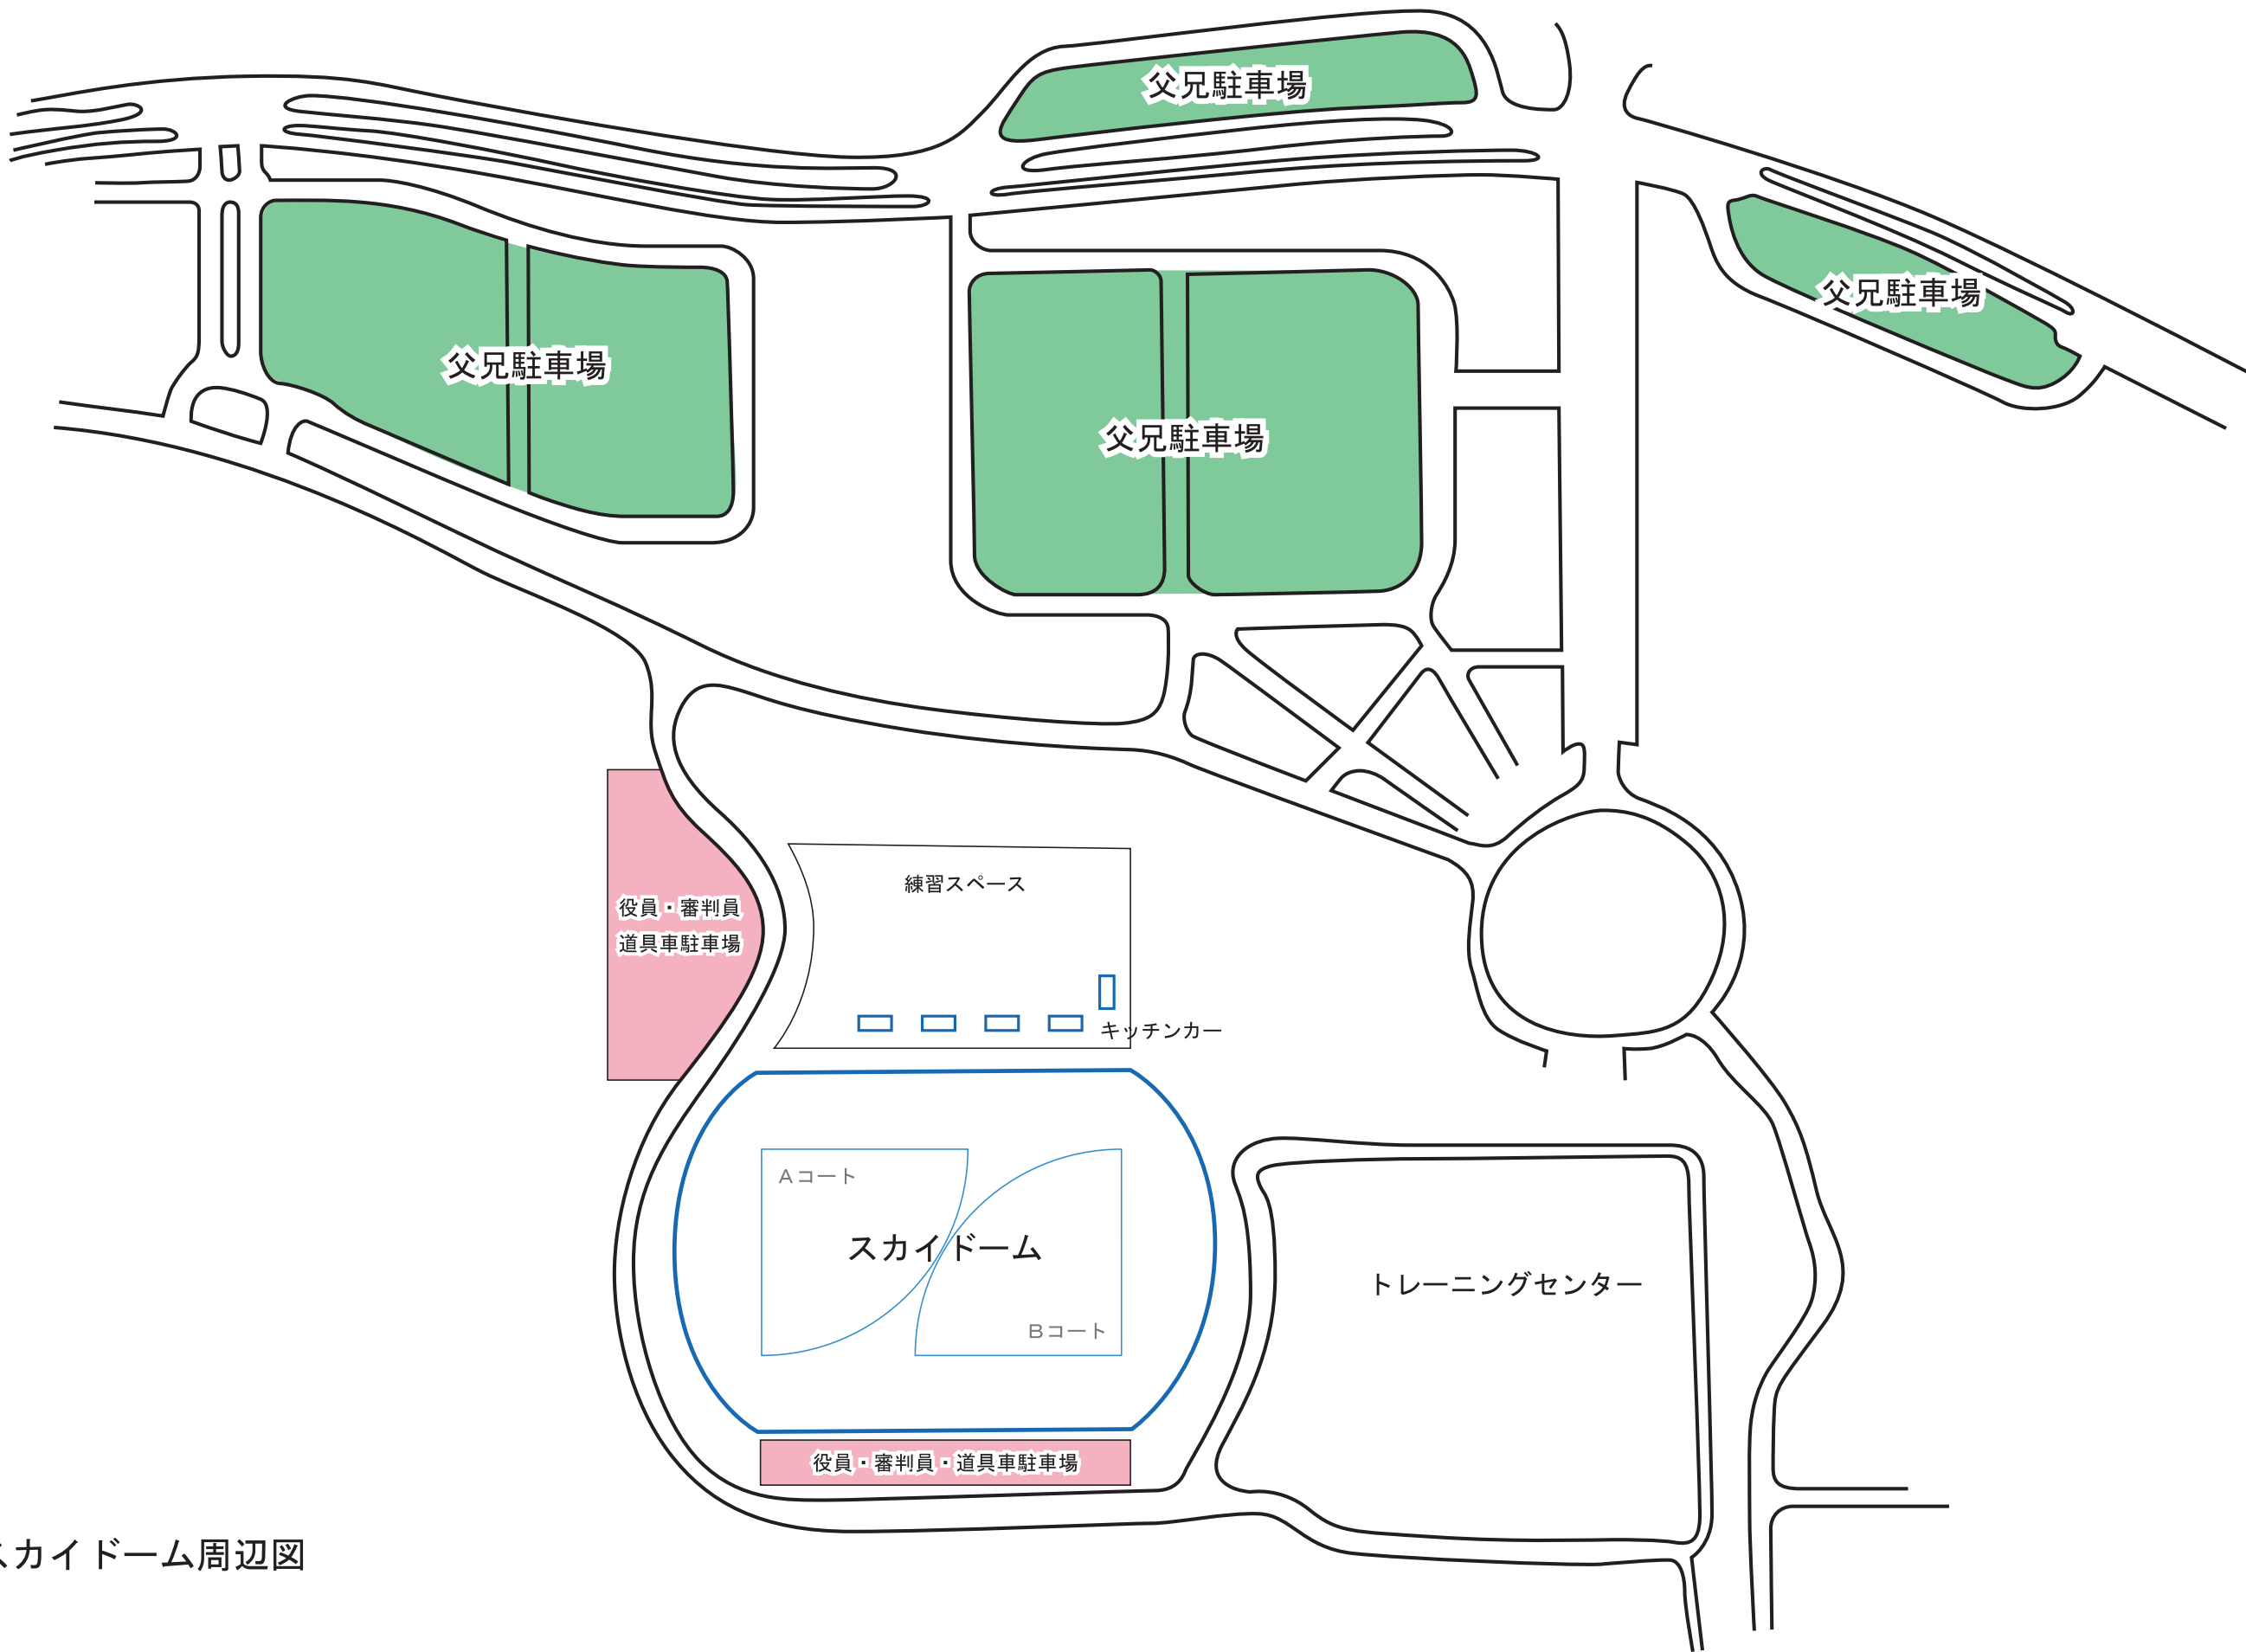 父兄駐車場
父兄駐車場
父兄駐車場
父兄駐車場
練習スペース
役員・審判員
道具車駐車場
キッチンカー
Aコート
スカイドーム
トレーニングセンター
Bコート
役員・審判員・道具車駐車場
スカイドーム周辺図